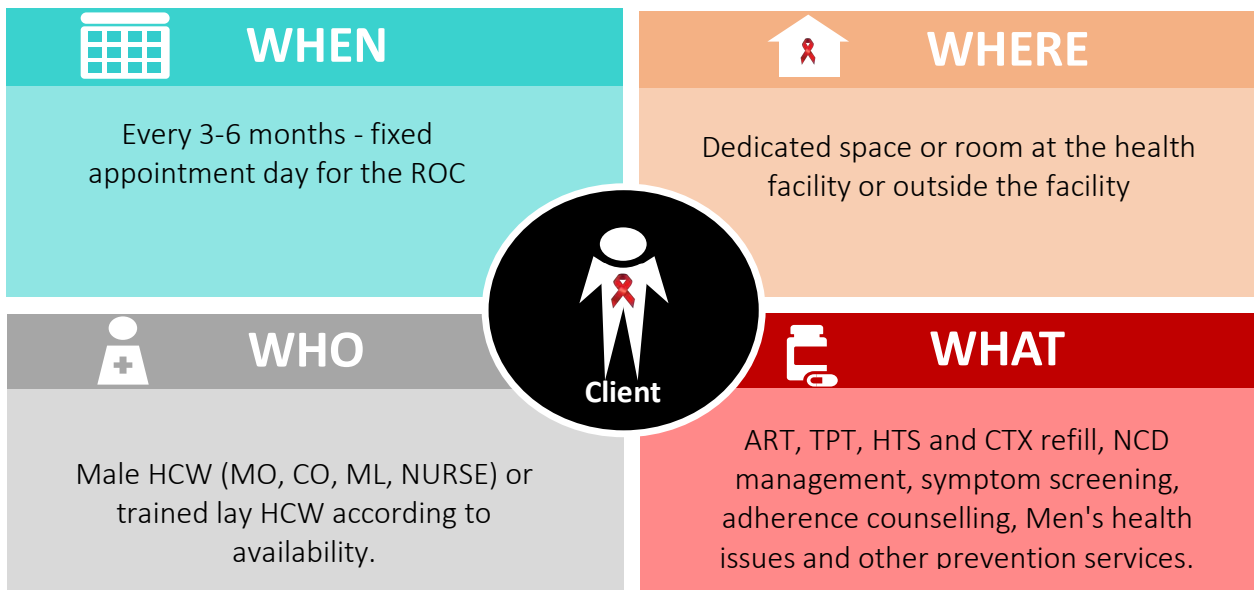 WHEN
Every 3-6 months - fixed
appointment day for the ROC
WHERE
Dedicated space or room at the health
facility or outside the facility
Client
WHO
Male HCW (MO, CO, ML, NURSE) or
trained lay HCW according to
availability.
WHAT
ART, TPT, HTS and CTX refill, NCD
management, symptom screening,
adherence counselling, Men's health
issues and other prevention services.